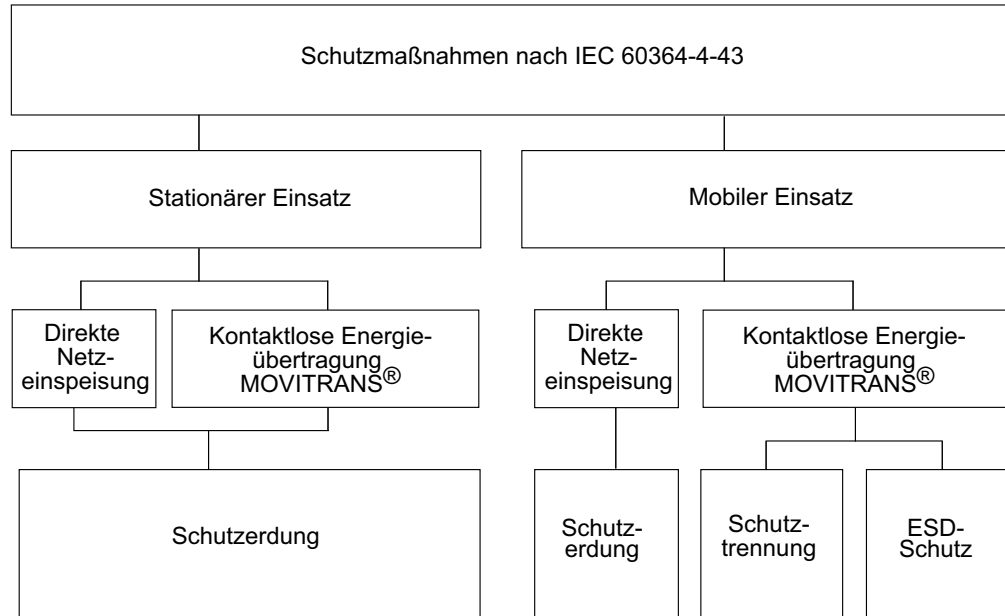 Schutzmaßnahmen nach IEC 60364-4-43
Stationärer Einsatz
Mobiler Einsatz
Direkte
Netz-
einspeisung
Kontaktlose Energie-
übertragung
MOVITRANS®
Direkte
Netz-
einspeisung
Kontaktlose Energie-
übertragung
MOVITRANS®
Schutzerdung
Schutz-
erdung
Schutz-
trennung
ESD-
Schutz